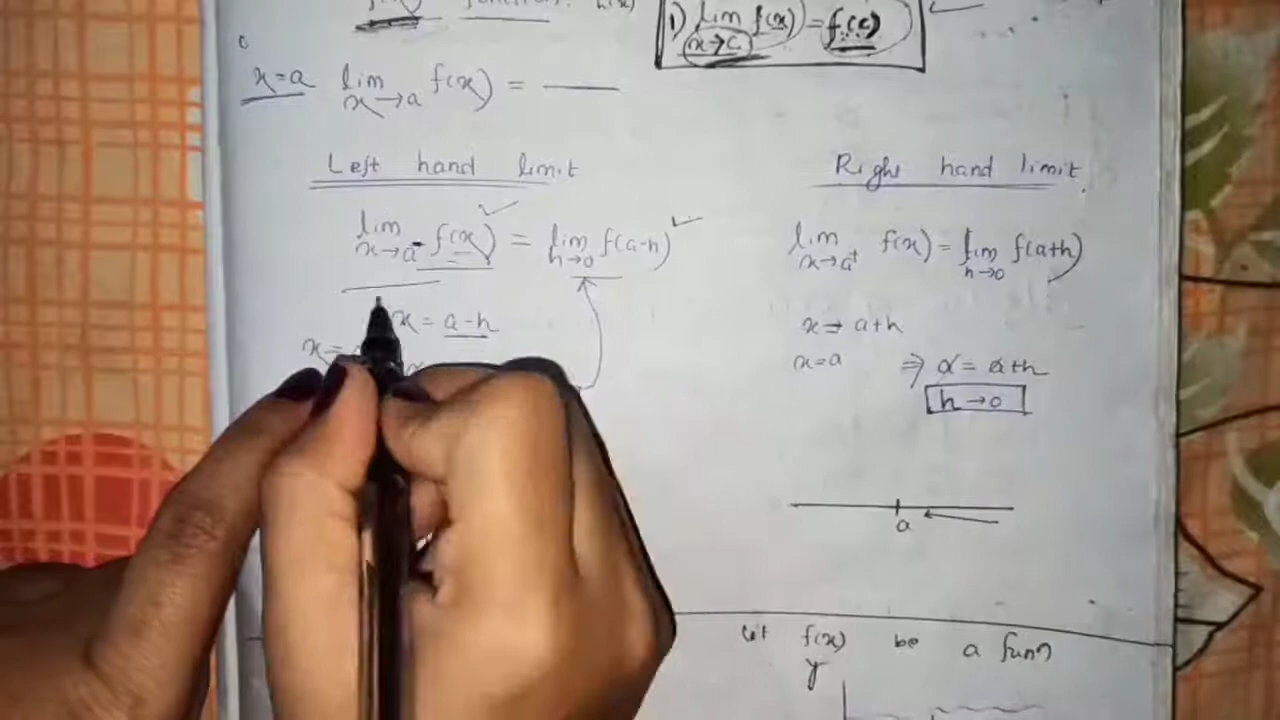 function
1) lim x→c f(x) = f(c)
x=a lim x→a f(x) =
Left hand limit
lim x→a⁻ f(x) = lim h→0 f(a-h)
x = a-h
x=
Right hand limit
lim x→a⁺ f(x) = lim h→0 f(a+h)
x → a+h
x=a ⇒ a = a+h
h→0
a
Let f(x) be a funⁿ
y